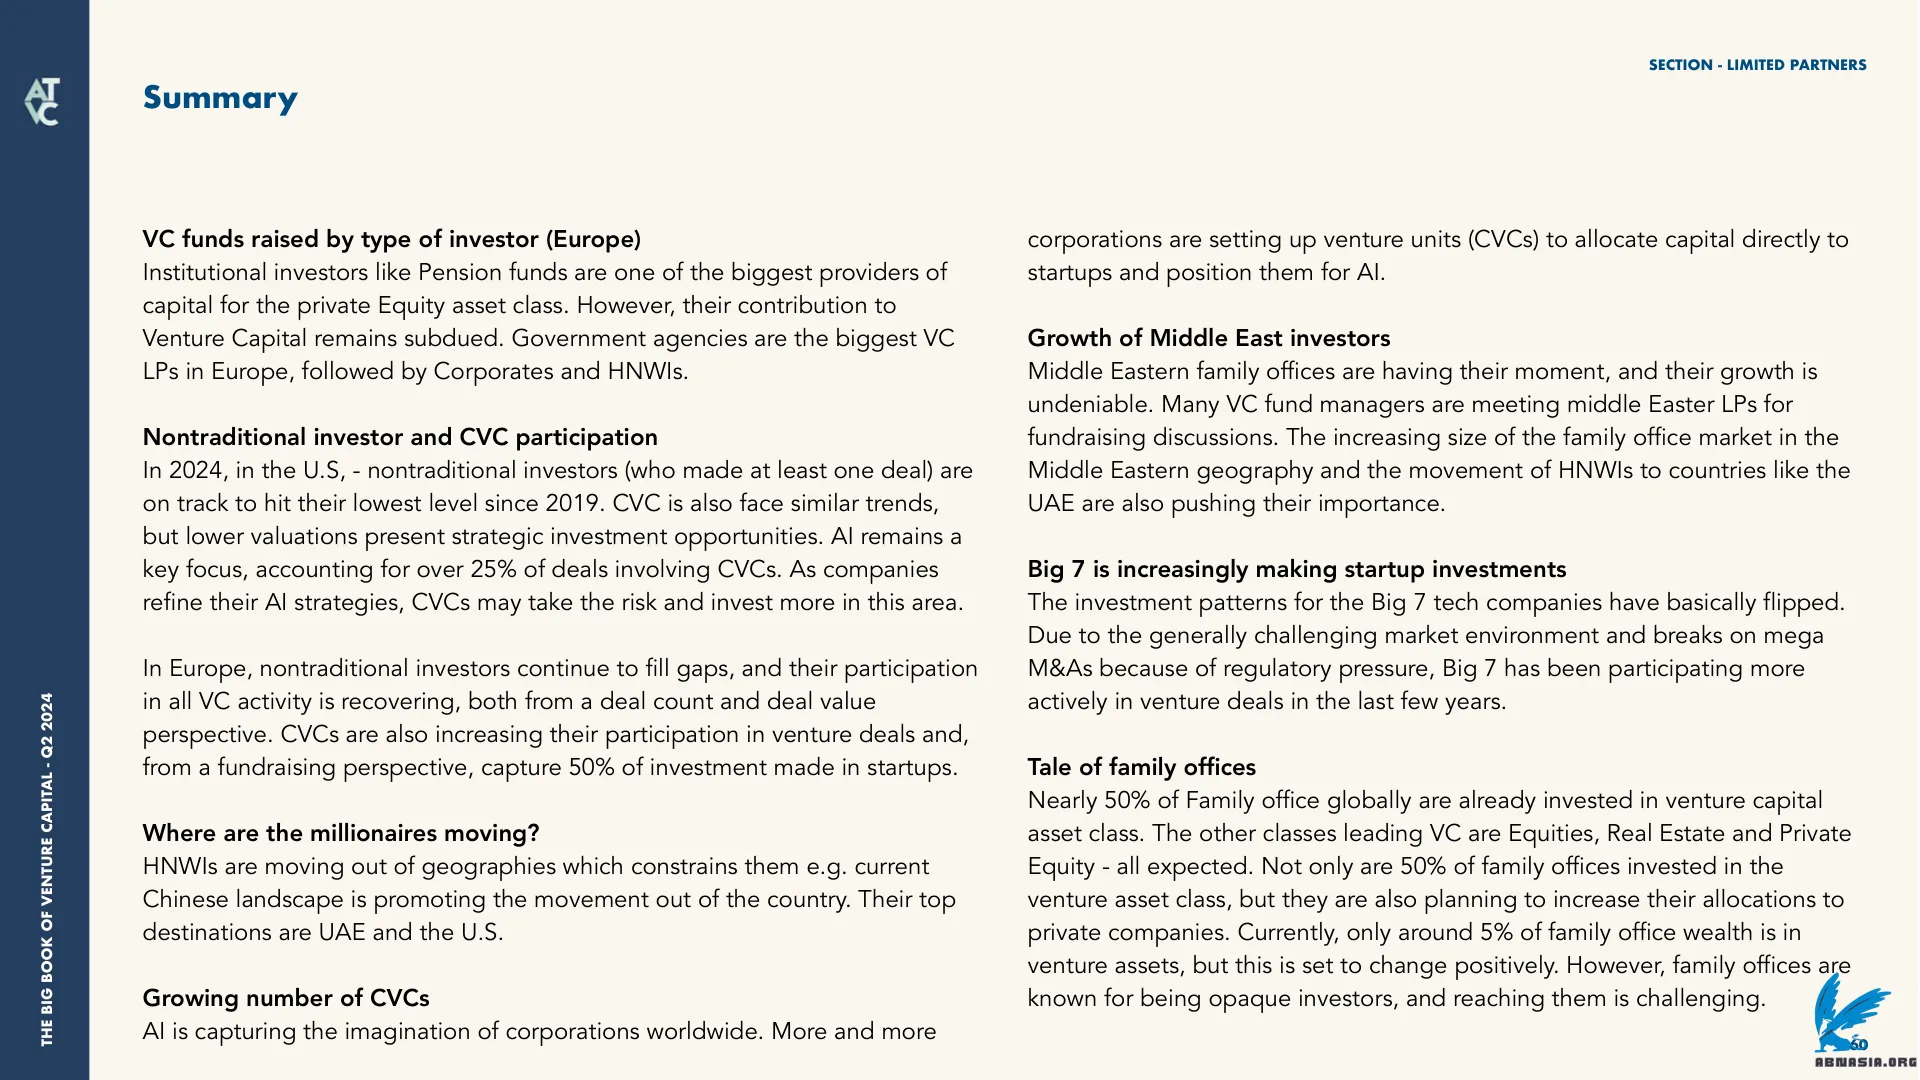 AT
VC
SECTION - LIMITED PARTNERS
Summary
VC funds raised by type of investor (Europe)
Institutional investors like Pension funds are one of the biggest providers of
capital for the private Equity asset class. However, their contribution to
Venture Capital remains subdued. Government agencies are the biggest VC
LPs in Europe, followed by Corporates and HNWIs.
Nontraditional investor and CVC participation
In 2024, in the U.S, - nontraditional investors (who made at least one deal) are
on track to hit their lowest level since 2019. CVC is also face similar trends,
but lower valuations present strategic investment opportunities. AI remains a
key focus, accounting for over 25% of deals involving CVCs. As companies
refine their AI strategies, CVCs may take the risk and invest more in this area.
In Europe, nontraditional investors continue to fill gaps, and their participation
in all VC activity is recovering, both from a deal count and deal value
perspective. CVCs are also increasing their participation in venture deals and,
from a fundraising perspective, capture 50% of investment made in startups.
Where are the millionaires moving?
HNWIs are moving out of geographies which constrains them e.g. current
Chinese landscape is promoting the movement out of the country. Their top
destinations are UAE and the U.S.
Growing number of CVCs
AI is capturing the imagination of corporations worldwide. More and more
corporations are setting up venture units (CVCs) to allocate capital directly to
startups and position them for AI.
Growth of Middle East investors
Middle Eastern family offices are having their moment, and their growth is
undeniable. Many VC fund managers are meeting middle Easter LPs for
fundraising discussions. The increasing size of the family office market in the
Middle Eastern geography and the movement of HNWIs to countries like the
UAE are also pushing their importance.
Big 7 is increasingly making startup investments
The investment patterns for the Big 7 tech companies have basically flipped.
Due to the generally challenging market environment and breaks on mega
M&As because of regulatory pressure, Big 7 has been participating more
actively in venture deals in the last few years.
Tale of family offices
Nearly 50% of Family office globally are already invested in venture capital
asset class. The other classes leading VC are Equities, Real Estate and Private
Equity - all expected. Not only are 50% of family offices invested in the
venture asset class, but they are also planning to increase their allocations to
private companies. Currently, only around 5% of family office wealth is in
venture assets, but this is set to change positively. However, family offices are
known for being opaque investors, and reaching them is challenging.
THE BIG BOOK OF VENTURE CAPITAL - Q2 2024
60
ABNASIA.ORG